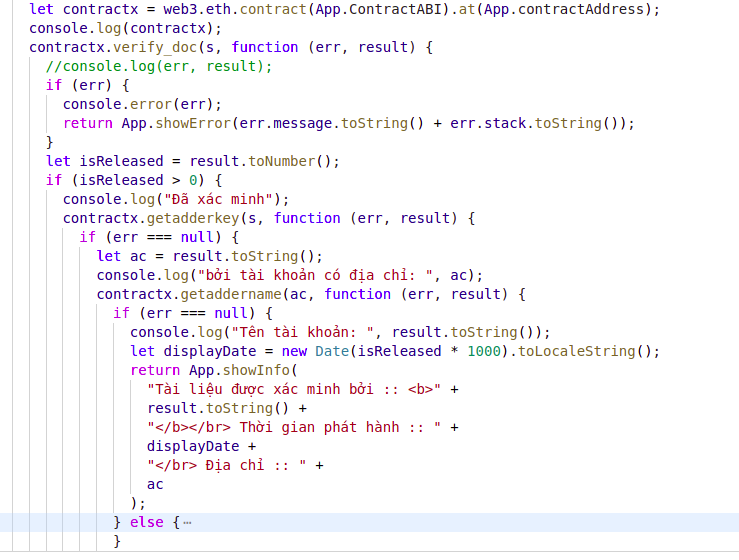 let contractx = web3.eth.contract(App.ContractABI).at(App.contractAddress);
console.log(contractx);
contractx.verify_doc(s, function (err, result) {
//console.log(err, result);
if (err) {
console.error(err);
return App.showError(err.message.toString() + err.stack.toString());
}
let isReleased = result.toNumber();
if (isReleased > 0) {
console.log("Đã xác minh");
contractx.getadderkey(s, function (err, result) {
if (err === null) {
let ac = result.toString();
console.log("bởi tài khoản có địa chỉ: ", ac);
contractx.getaddername(ac, function (err, result) {
if (err === null) {
console.log("Tên tài khoản: ", result.toString());
let displayDate = new Date(isReleased * 1000).toLocaleString();
return App.showInfo(
"Tài liệu được xác minh bởi :: <b>" +
result.toString() +
"</b></br> Thời gian phát hành :: " +
displayDate +
"</br> Địa chỉ :: " +
ac
);
} else {⋯
}